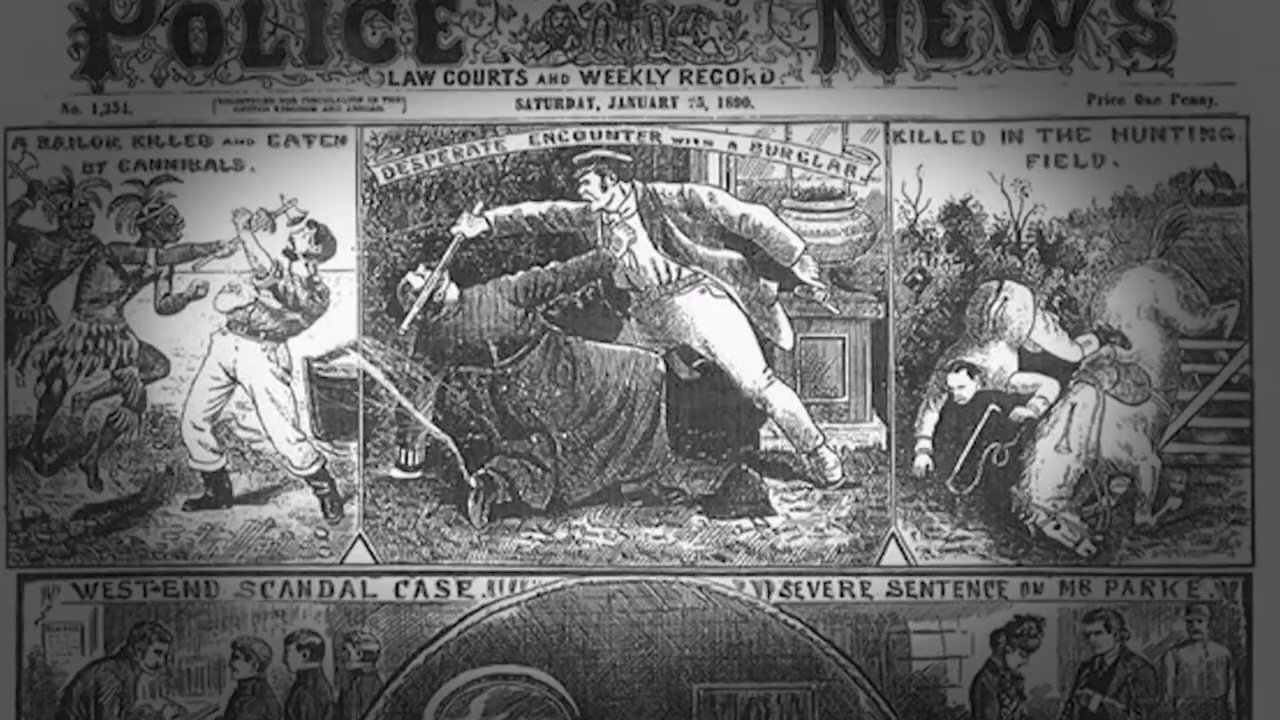 POLICE NEWS
LAW COURTS AND WEEKLY RECORD.
No. 1,351.
SATURDAY, JANUARY 25, 1890.
Price One Penny.
A SAILOR KILLED AND EATEN
BY CANNIBALS.
DESPERATE ENCOUNTER WITH A BURGLAR.
KILLED IN THE HUNTING
FIELD.
WEST-END SCANDAL CASE.
SEVERE SENTENCE ON MR PARKE.